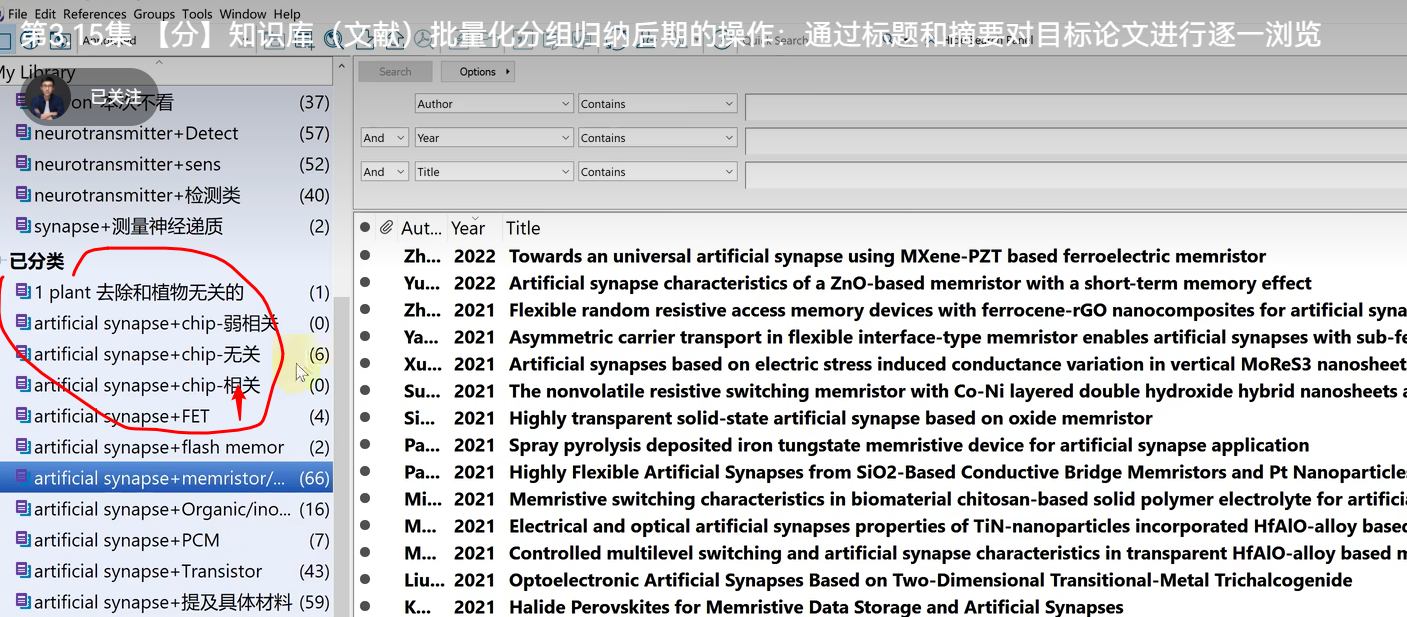 File Edit References Groups Tools Window Help
第3.15集 【分】知识库（文献）批量化分组归纳后期的操作：通过标题和摘要对目标论文进行逐一浏览
Hide Search Panel
My Library
已关注
Search Options
on 本次不看 (37)
neurotransmitter+Detect (57)
neurotransmitter+sens (52)
neurotransmitter+检测类 (40)
synapse+测量神经递质 (2)
已分类
1 plant 去除和植物无关的 (1)
artificial synapse+chip-弱相关 (0)
artificial synapse+chip-无关 (6)
artificial synapse+chip-相关 (0)
artificial synapse+FET (4)
artificial synapse+flash memor (2)
artificial synapse+memristor/... (66)
artificial synapse+Organic/ino... (16)
artificial synapse+PCM (7)
artificial synapse+Transistor (43)
artificial synapse+提及具体材料 (59)
Author Contains
And Year Contains
And Title Contains
Aut... Year Title
Zh... 2022 Towards an universal artificial synapse using MXene-PZT based ferroelectric memristor
Yu... 2022 Artificial synapse characteristics of a ZnO-based memristor with a short-term memory effect
Zh... 2021 Flexible random resistive access memory devices with ferrocene-rGO nanocomposites for artificial syna
Ya... 2021 Asymmetric carrier transport in flexible interface-type memristor enables artificial synapses with sub-fe
Xu... 2021 Artificial synapses based on electric stress induced conductance variation in vertical MoReS3 nanosheet
Su... 2021 The nonvolatile resistive switching memristor with Co-Ni layered double hydroxide hybrid nanosheets a
Si... 2021 Highly transparent solid-state artificial synapse based on oxide memristor
Pa... 2021 Spray pyrolysis deposited iron tungstate memristive device for artificial synapse application
Pa... 2021 Highly Flexible Artificial Synapses from SiO2-Based Conductive Bridge Memristors and Pt Nanoparticle
Mi... 2021 Memristive switching characteristics in biomaterial chitosan-based solid polymer electrolyte for artifici
M... 2021 Electrical and optical artificial synapses properties of TiN-nanoparticles incorporated HfAlO-alloy base
M... 2021 Controlled multilevel switching and artificial synapse characteristics in transparent HfAlO-alloy based m
Liu... 2021 Optoelectronic Artificial Synapses Based on Two-Dimensional Transitional-Metal Trichalcogenide
K... 2021 Halide Perovskites for Memristive Data Storage and Artificial Synapses